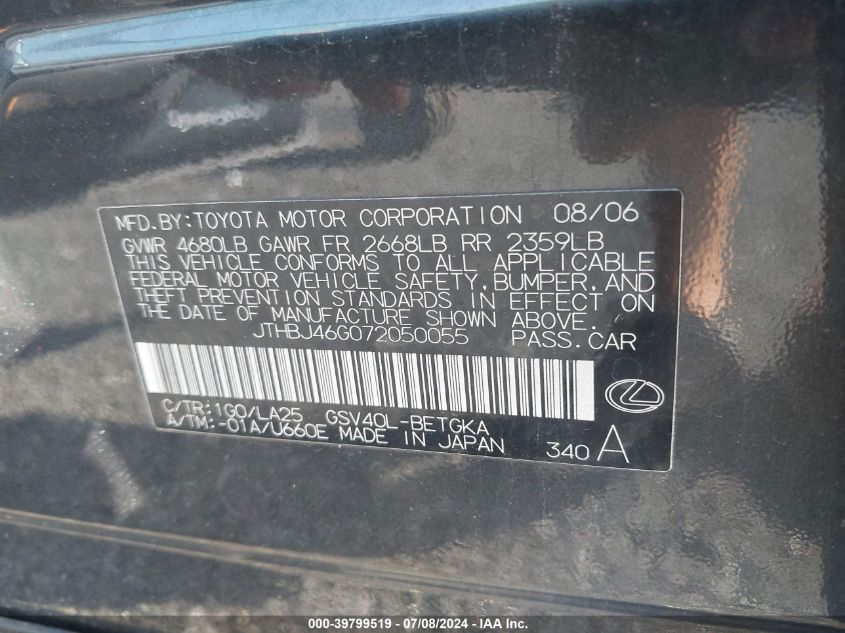 MFD.BY:TOYOTA MOTOR CORPORATION 08/06
GVWR 4680LB GAWR FR 2668LB RR 2359LB
THIS VEHICLE CONFORMS TO ALL APPLICABLE
FEDERAL MOTOR VEHICLE SAFETY,BUMPER,AND
THEFT PREVENTION STANDARDS IN EFFECT ON
THE DATE OF MANUFACTURE SHOWN ABOVE.
JTHBJ46G072050055 PASS.CAR
C/TR:1G0/LA25 GSV40L-BETGKA
A/TM:-01A/U660E MADE IN JAPAN
340 A
000-39799519 / 07/08/2024 - IAAI.com - Copyright IAA, Inc.